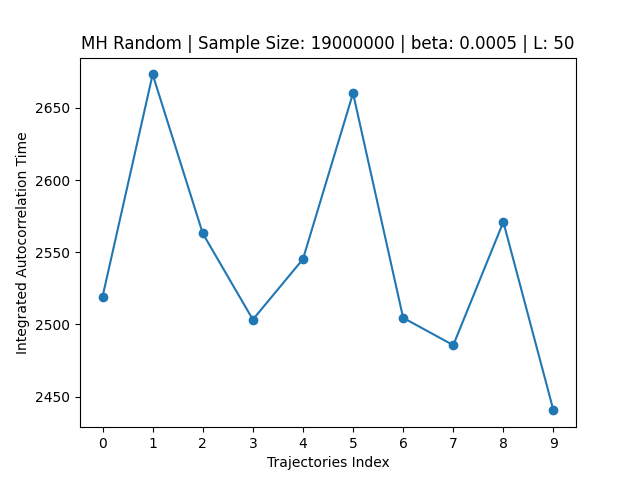 MH Random | Sample Size: 19000000 | beta: 0.0005 | L: 50
Integrated Autocorrelation Time
2650
2600
2550
2500
2450
0 1 2 3 4 5 6 7 8 9
Trajectories Index